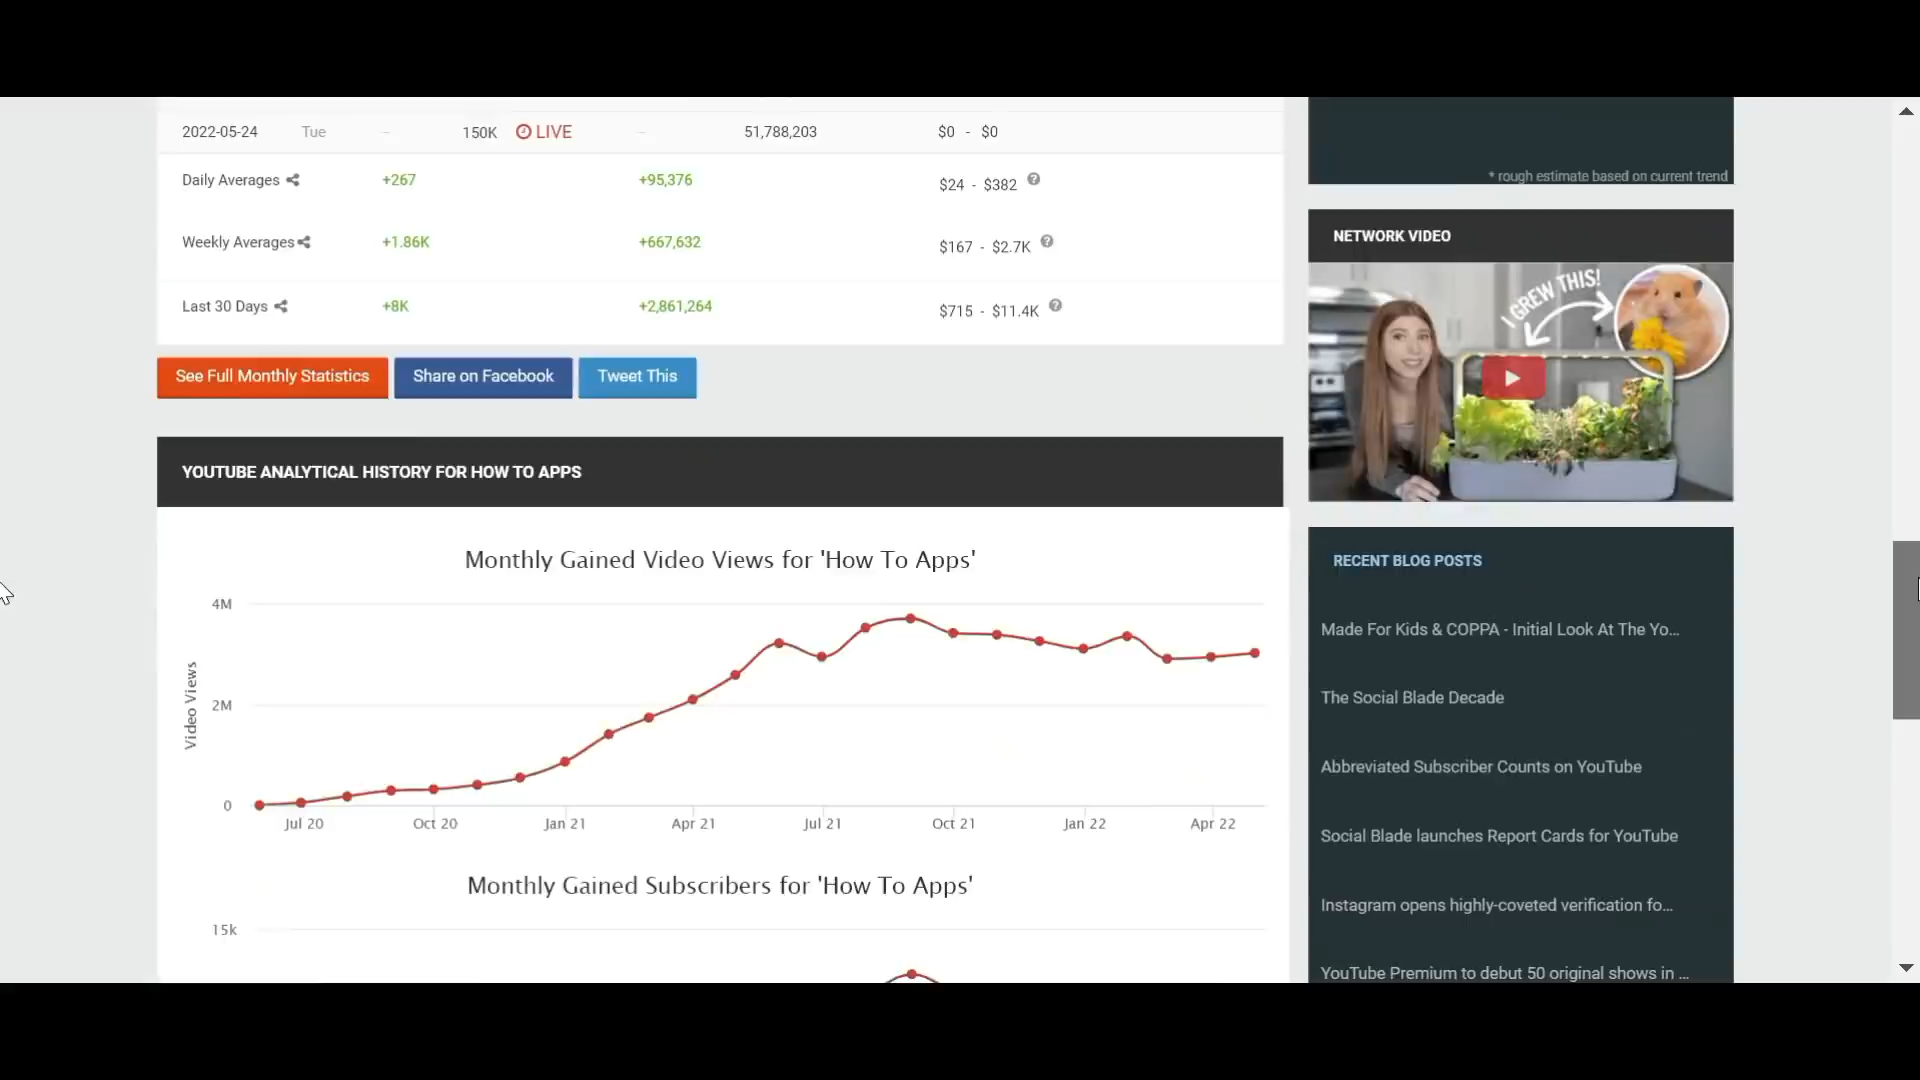 2022-05-24 Tue -- 150K LIVE -- 51,788,203 $0 - $0
Daily Averages +267 +95,376 $24 - $382
Weekly Averages +1.86K +667,632 $167 - $2.7K
Last 30 Days +8K +2,861,264 $715 - $11.4K
See Full Monthly Statistics
Share on Facebook
Tweet This
YOUTUBE ANALYTICAL HISTORY FOR HOW TO APPS
Monthly Gained Video Views for 'How To Apps'
Video Views
4M
2M
0
Jul 20 Oct 20 Jan 21 Apr 21 Jul 21 Oct 21 Jan 22 Apr 22
Monthly Gained Subscribers for 'How To Apps'
15k
* rough estimate based on current trend
NETWORK VIDEO
I GREW THIS!
RECENT BLOG POSTS
Made For Kids & COPPA - Initial Look At The Yo...
The Social Blade Decade
Abbreviated Subscriber Counts on YouTube
Social Blade launches Report Cards for YouTube
Instagram opens highly-coveted verification fo...
YouTube Premium to debut 50 original shows in ...